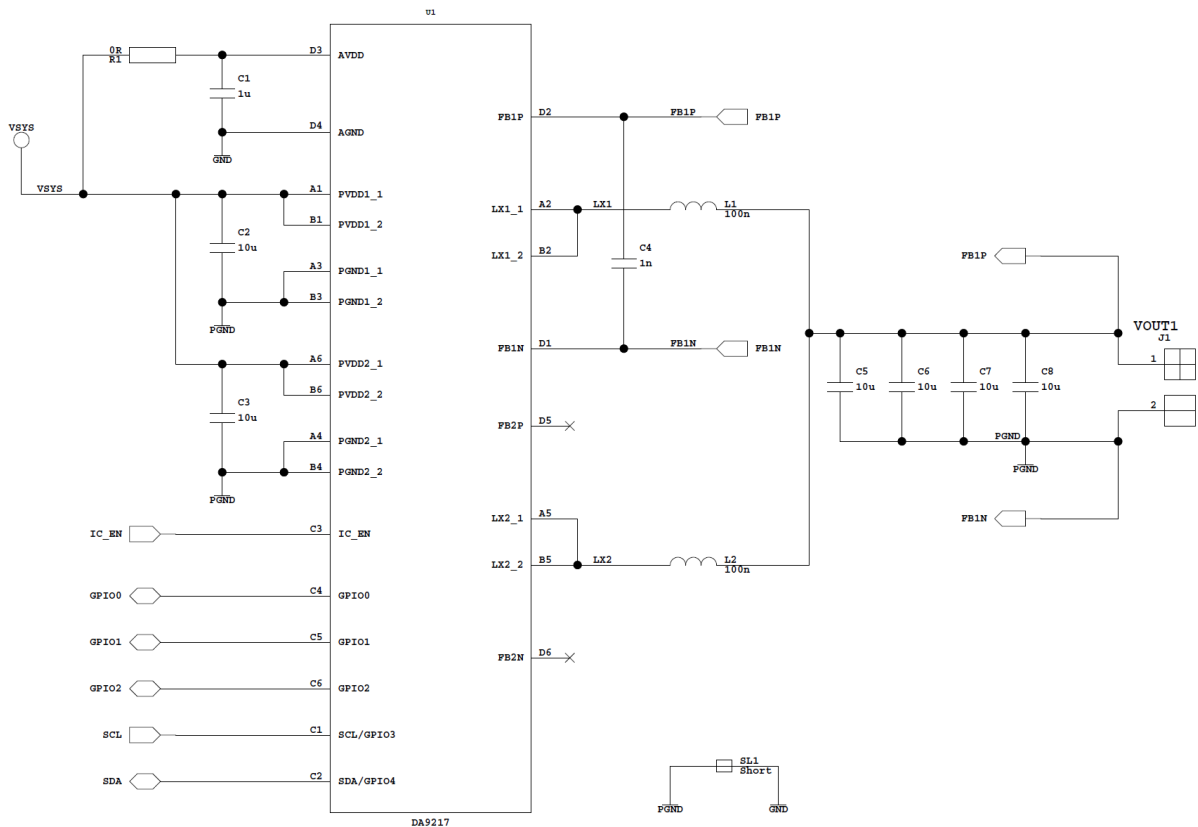 U1
0R
R1
D3
AVDD
C1
1u
D2
FB1P
FB1P
FB1P
VSYS
D4
AGND
GND
VSYS
A1
PVDD1_1
B1
PVDD1_2
C2
10u
A3
PGND1_1
B3
PGND1_2
PGND
A2
LX1_1
LX1
L1
100n
B2
LX1_2
C4
1n
FB1P
D1
FB1N
FB1N
FB1N
VOUT1
J1
1
2
A6
PVDD2_1
B6
PVDD2_2
C3
10u
A4
PGND2_1
B4
PGND2_2
PGND
C5
10u
C6
10u
C7
10u
C8
10u
D5
FB2P
PGND
PGND
FB1N
IC_EN
C3
IC_EN
A5
LX2_1
B5
LX2_2
LX2
L2
100n
GPIO0
C4
GPIO0
GPIO1
C5
GPIO1
D6
FB2N
GPIO2
C6
GPIO2
SCL
C1
SCL/GPIO3
SDA
C2
SDA/GPIO4
SL1
Short
PGND
GND
DA9217